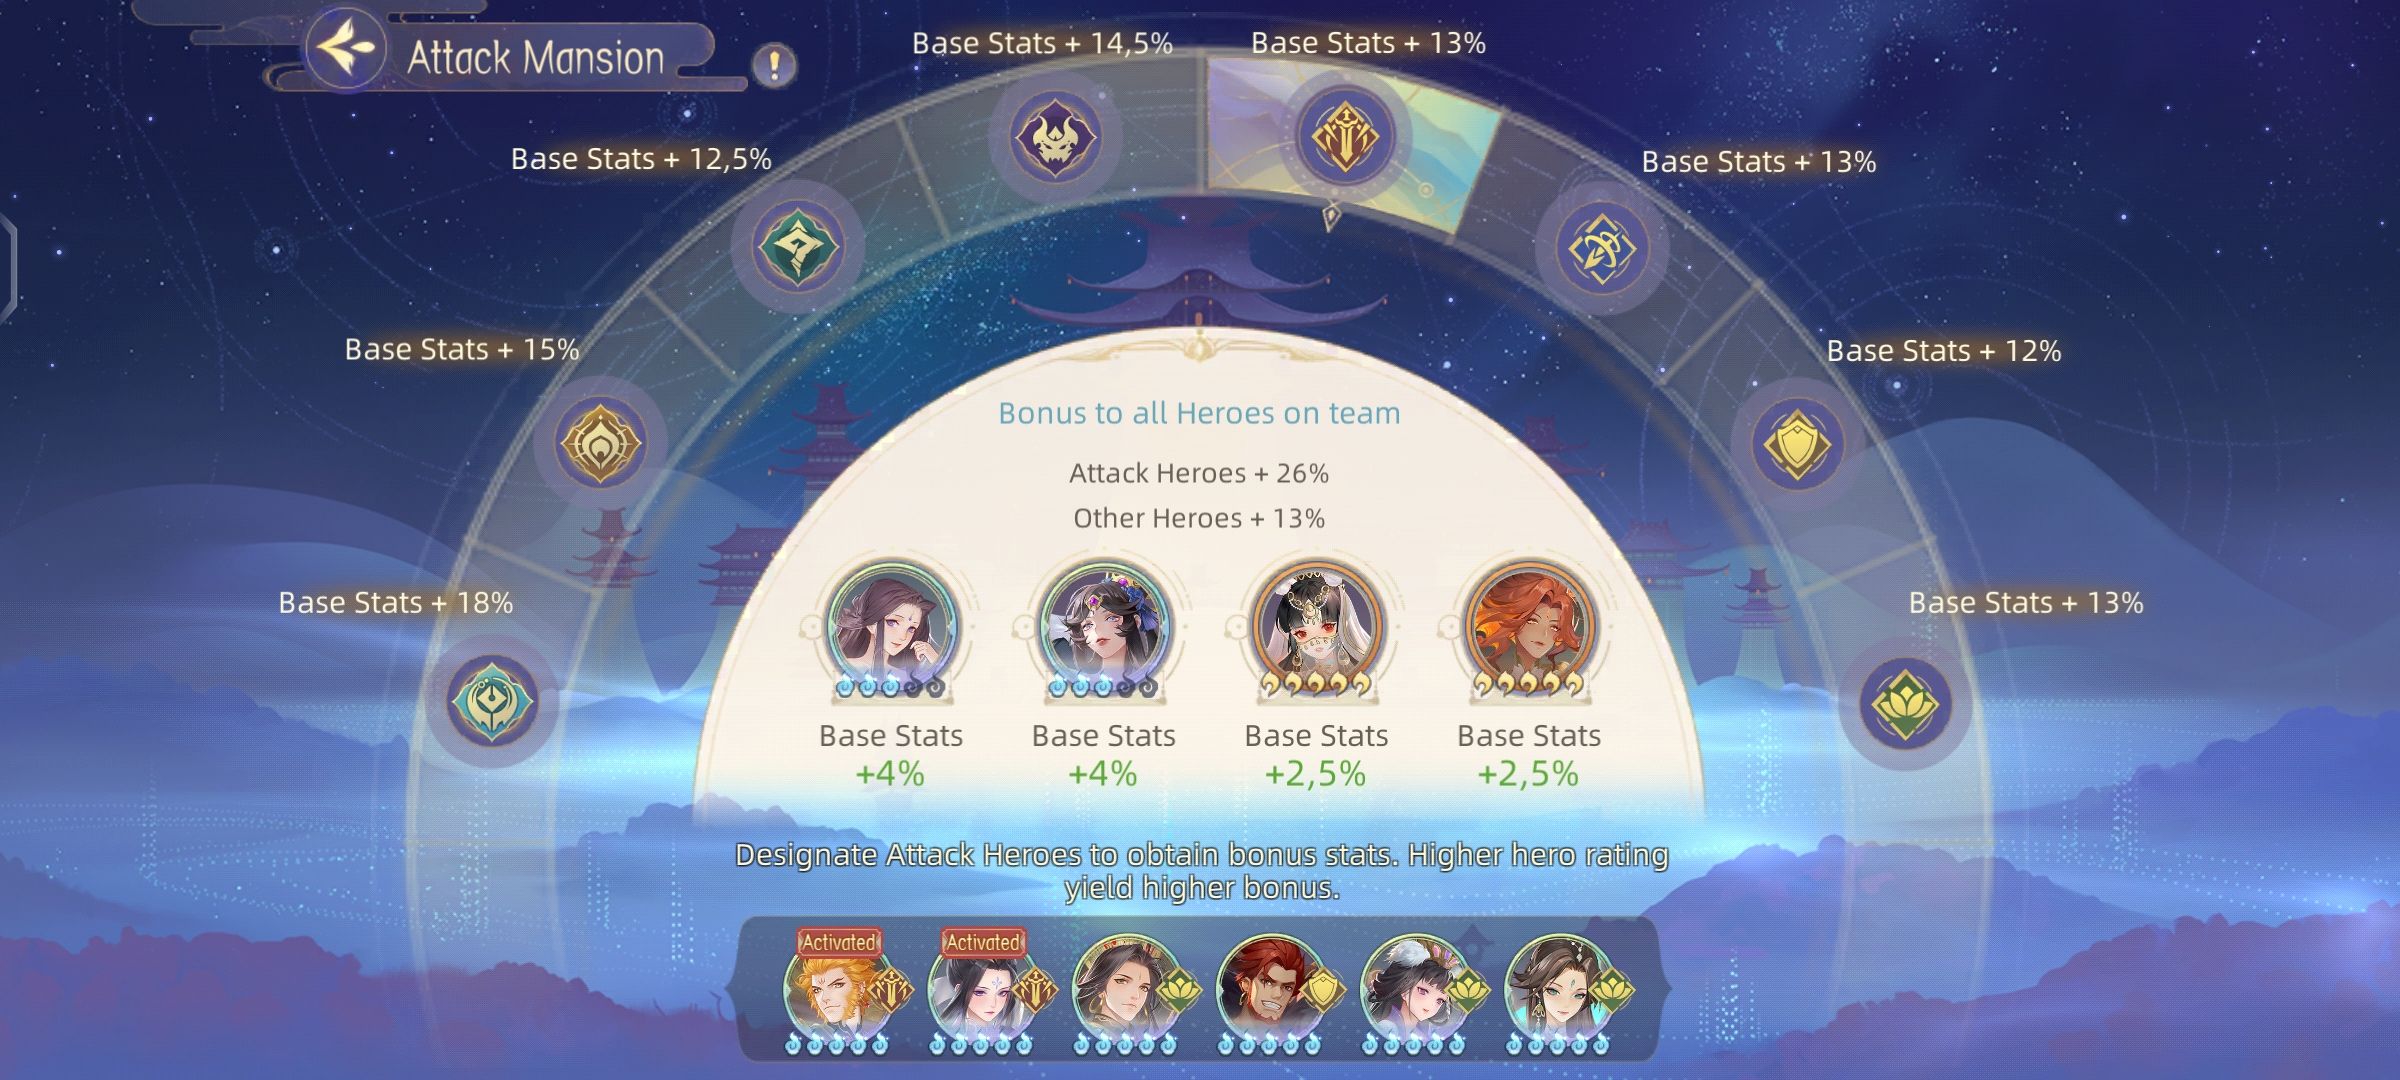 Attack Mansion
Base Stats + 14,5%
Base Stats + 13%
Base Stats + 12,5%
Base Stats + 13%
Base Stats + 15%
Base Stats + 12%
Base Stats + 18%
Base Stats + 13%
Bonus to all Heroes on team
Attack Heroes + 26%
Other Heroes + 13%
Base Stats
+4%
Base Stats
+4%
Base Stats
+2,5%
Base Stats
+2,5%
Designate Attack Heroes to obtain bonus stats. Higher hero rating
yield higher bonus.
Activated
Activated